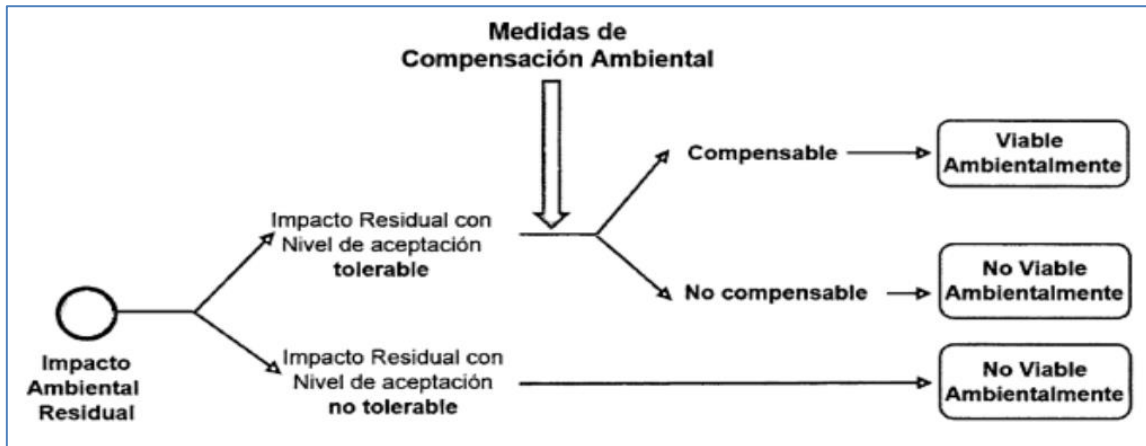 Medidas de
Compensación Ambiental
Compensable
Viable
Ambientalmente
Impacto Residual con
Nivel de aceptación
tolerable
No compensable
No Viable
Ambientalmente
Impacto
Ambiental
Residual
Impacto Residual con
Nivel de aceptación
no tolerable
No Viable
Ambientalmente